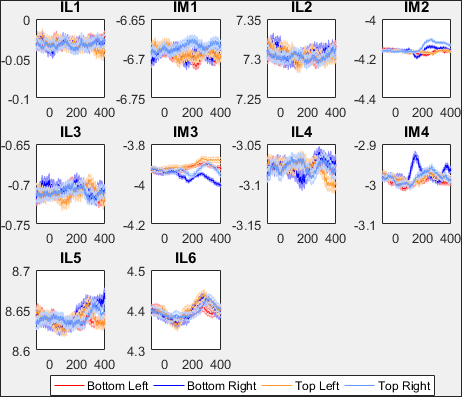 IL1 IM1 IL2 IM2
0 -6.65 7.35 -4
-0.05 -6.7 7.3 -4.2
-0.1 -6.75 7.25 -4.4
0 200 400 0 200 400 0 200 400 0 200 400
IL3 IM3 IL4 IM4
-0.65 -3.8 -3.05 -2.9
-0.7 -4 -3.1 -3
-0.75 -4.2 -3.15 -3.1
0 200 400 0 200 400 0 200 400 0 200 400
IL5 IL6
8.7 4.5
8.65 4.4
8.6 4.3
0 200 400 0 200 400
Bottom Left Bottom Right Top Left Top Right